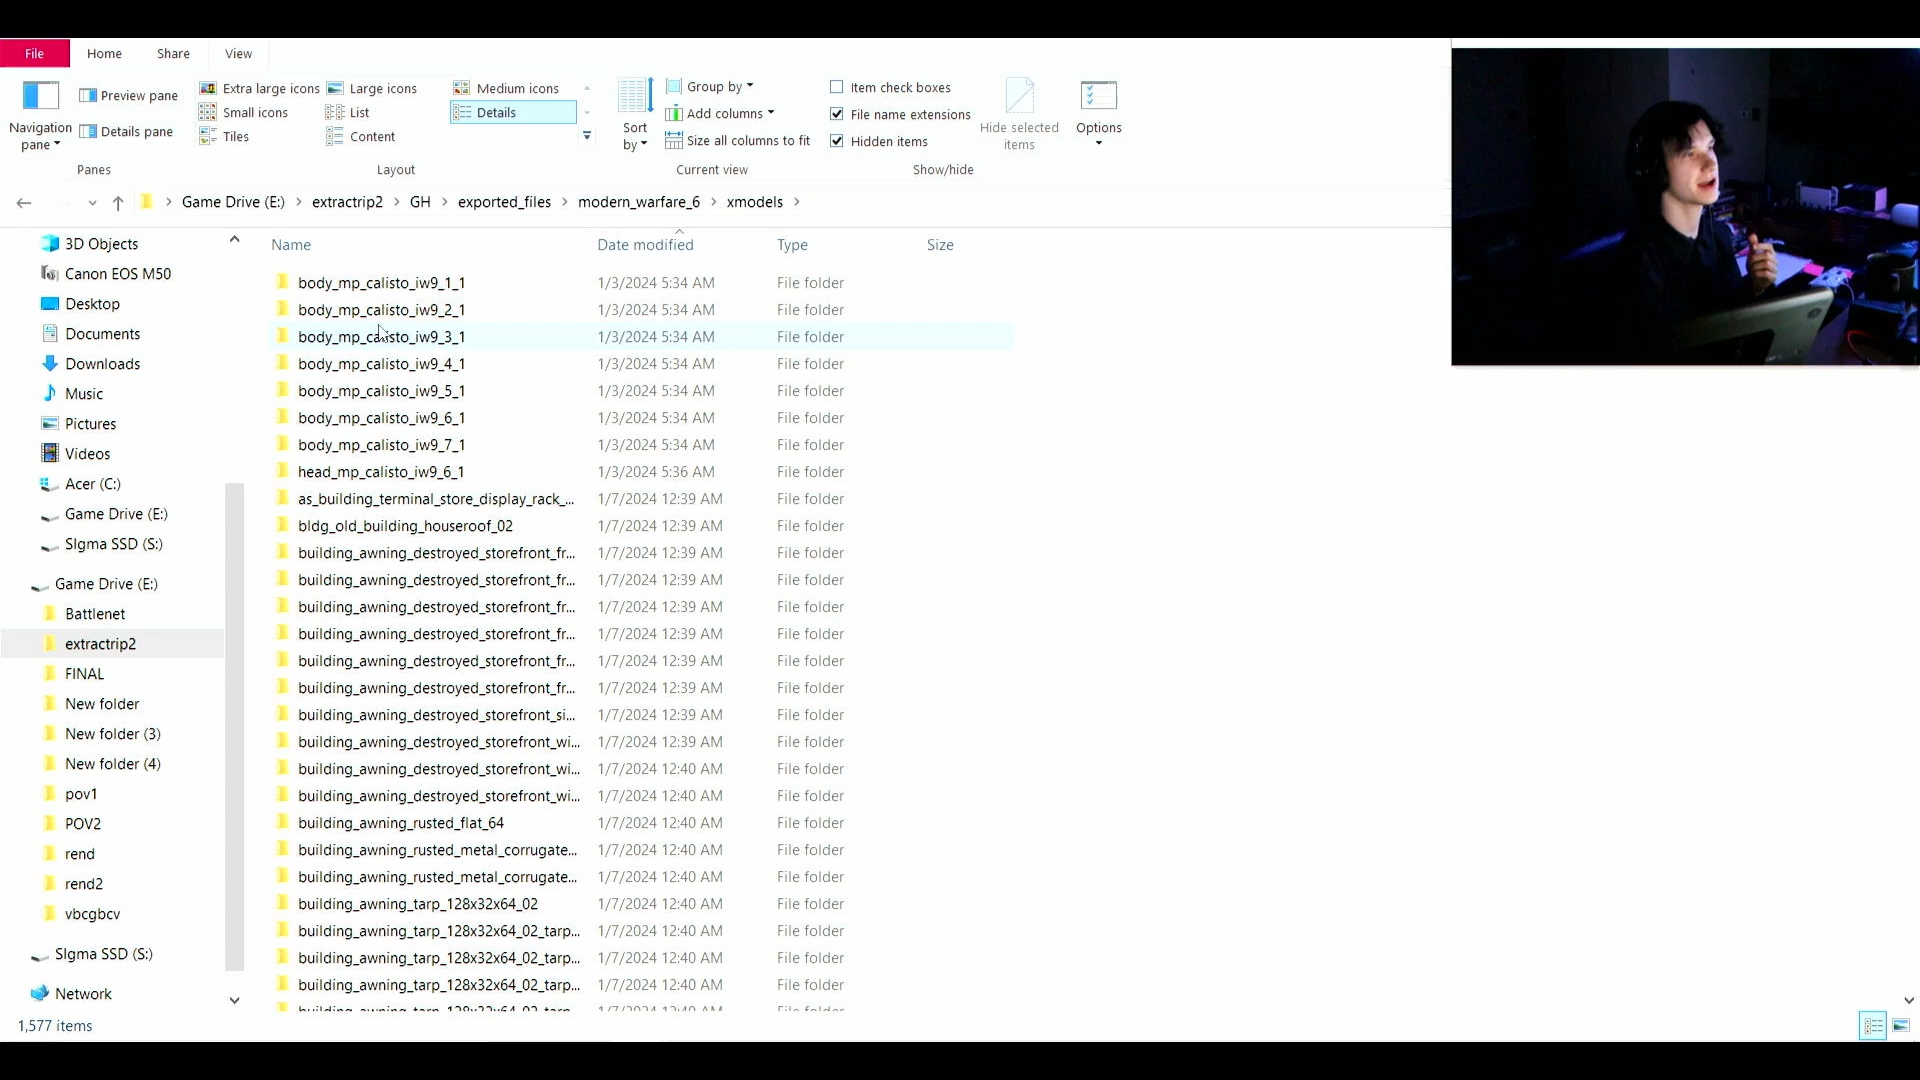 File Home Share View
Navigation pane
Preview pane
Details pane
Panes
Extra large icons Large icons Medium icons
Small icons List Details
Tiles Content
Layout
Sort by
Group by
Add columns
Size all columns to fit
Current view
Item check boxes
File name extensions
Hidden items
Hide selected items
Show/hide
Options
Game Drive (E:) extractrip2 GH exported_files modern_warfare_6 xmodels
3D Objects
Canon EOS M50
Desktop
Documents
Downloads
Music
Pictures
Videos
Acer (C:)
Game Drive (E:)
SIgma SSD (S:)
Game Drive (E:)
Battlenet
extractrip2
FINAL
New folder
New folder (3)
New folder (4)
pov1
POV2
rend
rend2
vbcgbcv
SIgma SSD (S:)
Network
Name Date modified Type Size
body_mp_calisto_iw9_1_1 1/3/2024 5:34 AM File folder
body_mp_calisto_iw9_2_1 1/3/2024 5:34 AM File folder
body_mp_calisto_iw9_3_1 1/3/2024 5:34 AM File folder
body_mp_calisto_iw9_4_1 1/3/2024 5:34 AM File folder
body_mp_calisto_iw9_5_1 1/3/2024 5:34 AM File folder
body_mp_calisto_iw9_6_1 1/3/2024 5:34 AM File folder
body_mp_calisto_iw9_7_1 1/3/2024 5:34 AM File folder
head_mp_calisto_iw9_6_1 1/3/2024 5:36 AM File folder
as_building_terminal_store_display_rack_... 1/7/2024 12:39 AM File folder
bldg_old_building_houseroof_02 1/7/2024 12:39 AM File folder
building_awning_destroyed_storefront_fr... 1/7/2024 12:39 AM File folder
building_awning_destroyed_storefront_fr... 1/7/2024 12:39 AM File folder
building_awning_destroyed_storefront_fr... 1/7/2024 12:39 AM File folder
building_awning_destroyed_storefront_fr... 1/7/2024 12:39 AM File folder
building_awning_destroyed_storefront_fr... 1/7/2024 12:39 AM File folder
building_awning_destroyed_storefront_fr... 1/7/2024 12:39 AM File folder
building_awning_destroyed_storefront_si... 1/7/2024 12:39 AM File folder
building_awning_destroyed_storefront_wi... 1/7/2024 12:39 AM File folder
building_awning_destroyed_storefront_wi... 1/7/2024 12:40 AM File folder
building_awning_destroyed_storefront_wi... 1/7/2024 12:40 AM File folder
building_awning_rusted_flat_64 1/7/2024 12:40 AM File folder
building_awning_rusted_metal_corrugate... 1/7/2024 12:40 AM File folder
building_awning_rusted_metal_corrugate... 1/7/2024 12:40 AM File folder
building_awning_tarp_128x32x64_02 1/7/2024 12:40 AM File folder
building_awning_tarp_128x32x64_02_tarp... 1/7/2024 12:40 AM File folder
building_awning_tarp_128x32x64_02_tarp... 1/7/2024 12:40 AM File folder
building_awning_tarp_128x32x64_02_tarp... 1/7/2024 12:40 AM File folder
1,577 items